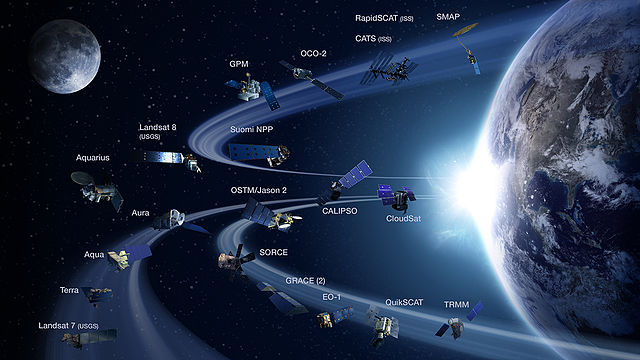 RapidSCAT (ISS)
SMAP
CATS (ISS)
OCO-2
GPM
Landsat 8
(USGS)
Suomi NPP
Aquarius
OSTM/Jason 2
Aura
CALIPSO
CloudSat
Aqua
SORCE
Terra
GRACE (2)
EO-1
QuikSCAT
TRMM
Landsat 7 (USGS)